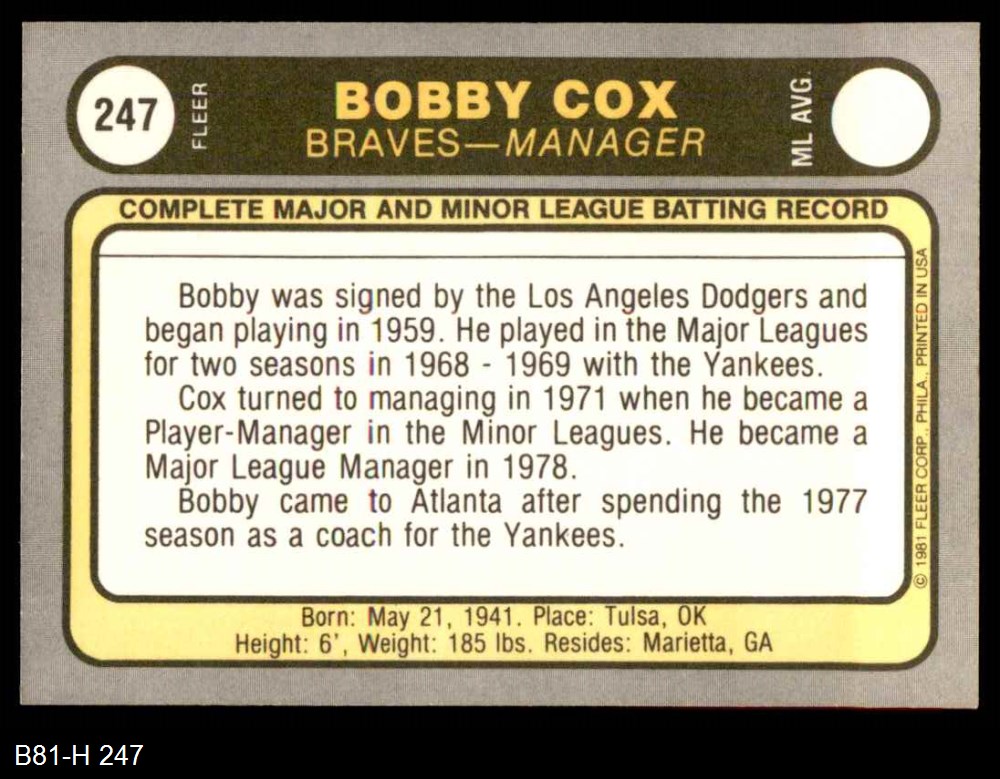 247
FLEER
BOBBY COX
ML AVG.
BRAVES—MANAGER
COMPLETE MAJOR AND MINOR LEAGUE BATTING RECORD
Bobby was signed by the Los Angeles Dodgers and
began playing in 1959. He played in the Major Leagues
for two seasons in 1968 - 1969 with the Yankees.
Cox turned to managing in 1971 when he became a
Player-Manager in the Minor Leagues. He became a
Major League Manager in 1978.
Bobby came to Atlanta after spending the 1977
season as a coach for the Yankees.
© 1981 FLEER CORP., PHILA., PRINTED IN USA
Born: May 21, 1941. Place: Tulsa, OK
Height: 6', Weight: 185 lbs. Resides: Marietta, GA
B81-H 247